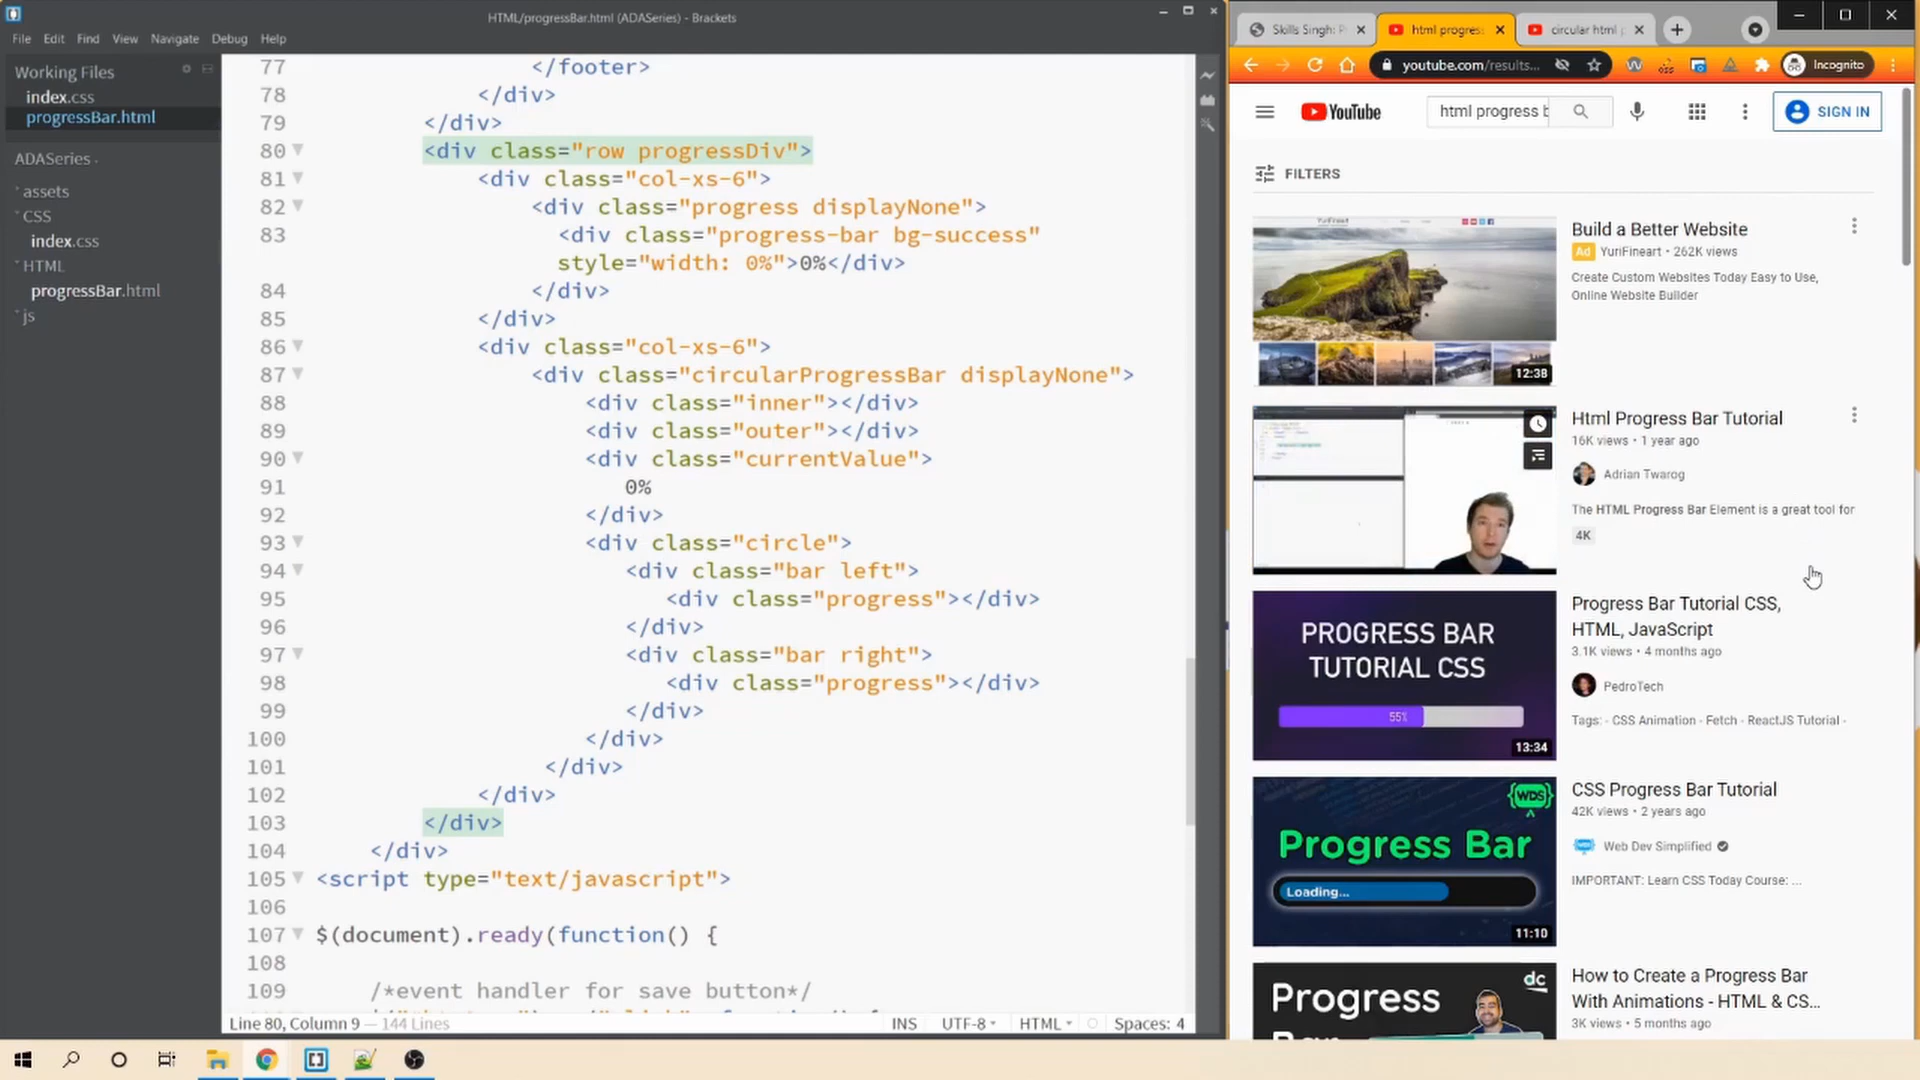 HTML/progressBar.html (ADASeries) - Brackets
File Edit Find View Navigate Debug Help
Working Files
index.css
progressBar.html
ADASeries
assets
CSS
index.css
HTML
progressBar.html
js
77 </footer>
78 </div>
79 </div>
80 <div class="row progressDiv">
81 <div class="col-xs-6">
82 <div class="progress displayNone">
83 <div class="progress-bar bg-success"
style="width: 0%">0%</div>
84 </div>
85 </div>
86 <div class="col-xs-6">
87 <div class="circularProgressBar displayNone">
88 <div class="inner"></div>
89 <div class="outer"></div>
90 <div class="currentValue">
91 0%
92 </div>
93 <div class="circle">
94 <div class="bar left">
95 <div class="progress"></div>
96 </div>
97 <div class="bar right">
98 <div class="progress"></div>
99 </div>
100 </div>
101 </div>
102 </div>
103 </div>
104 </div>
105 <script type="text/javascript">
106
107 $(document).ready(function() {
108
109 /*event handler for save button*/
Line 80, Column 9 — 144 Lines
INS UTF-8 HTML Spaces: 4
Skills Singh: html progres circular html
youtube.com/results... Incognito
YouTube html progress SIGN IN
FILTERS
12:38
Build a Better Website
Ad YuriFineart • 262K views
Create Custom Websites Today Easy to Use,
Online Website Builder
Html Progress Bar Tutorial
16K views • 1 year ago
Adrian Twarog
The HTML Progress Bar Element is a great tool for
4K
PROGRESS BAR
TUTORIAL CSS
55%
13:34
Progress Bar Tutorial CSS,
HTML, JavaScript
3.1K views • 4 months ago
PedroTech
Tags: - CSS Animation - Fetch - ReactJS Tutorial -
WDS
Progress Bar
Loading...
11:10
CSS Progress Bar Tutorial
42K views • 2 years ago
Web Dev Simplified
IMPORTANT: Learn CSS Today Course: ...
dc
Progress
How to Create a Progress Bar
With Animations - HTML & CS...
3K views • 5 months ago